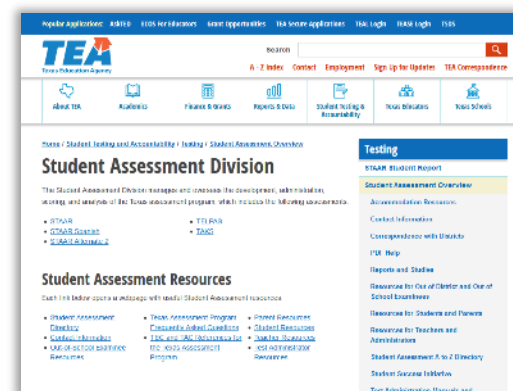 Popular Applications: AskTED ECOS For Educators Grant Opportunities TEA Secure Applications TEAL Login TEASE Login TSDS
TEA
Texas Education Agency
Search
A - Z Index Contact Employment Sign Up for Updates TEA Correspondence
About TEA Academics Finance & Grants Reports & Data Student Testing & Accountability Texas Educators Texas Schools
Home / Student Testing and Accountability / Testing / Student Assessment Overview
Student Assessment Division
The Student Assessment Division manages and oversees the development, administration,
scoring, and analysis of the Texas assessment program, which includes the following assessments.
• STAAR
• STAAR Spanish
• STAAR Alternate 2
• TELPAS
• TAKS
Student Assessment Resources
Each link below opens a webpage with useful Student Assessment resources.
• Student Assessment
Directory
• Contact Information
• Out-of-School Examinee
Resources
• Texas Assessment Program
Frequently Asked Questions
• TEC and TAC References for
the Texas Assessment
Program
• Parent Resources
• Student Resources
• Teacher Resources
• Test Administrator
Resources
Testing
STAAR Student Report
Student Assessment Overview
Accommodation Resources
Contact Information
Correspondence with Districts
PDF Help
Reports and Studies
Resources for Out of District and Out of
School Examinees
Resources for Students and Parents
Resources for Teachers and
Administrators
Student Assessment A to Z Directory
Student Success Initiative
Test Administration Manuals and